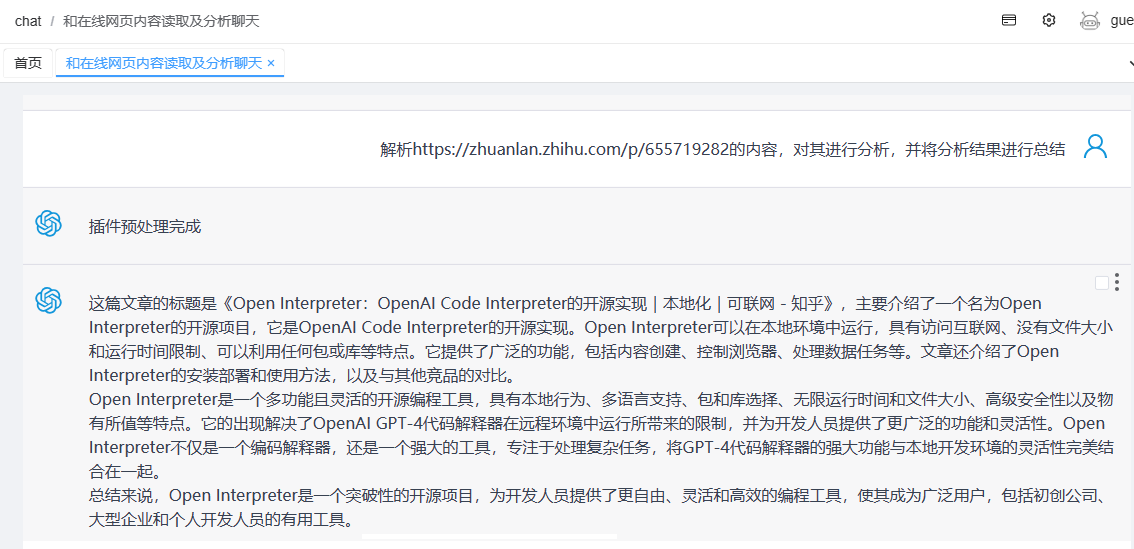 chat / 和在线网页内容读取及分析聊天
gue
首页
和在线网页内容读取及分析聊天 ×
解析https://zhuanlan.zhihu.com/p/655719282的内容，对其进行分析，并将分析结果进行总结
插件预处理完成
这篇文章的标题是《Open Interpreter：OpenAI Code Interpreter的开源实现 | 本地化 | 可联网 - 知乎》，主要介绍了一个名为Open
Interpreter的开源项目，它是OpenAI Code Interpreter的开源实现。Open Interpreter可以在本地环境中运行，具有访问互联网、没有文件大小
和运行时间限制、可以利用任何包或库等特点。它提供了广泛的功能，包括内容创建、控制浏览器、处理数据任务等。文章还介绍了Open
Interpreter的安装部署和使用方法，以及与其他竞品的对比。
Open Interpreter是一个多功能且灵活的开源编程工具，具有本地行为、多语言支持、包和库选择、无限运行时间和文件大小、高级安全性以及物
有所值等特点。它的出现解决了OpenAI GPT-4代码解释器在远程环境中运行所带来的限制，并为开发人员提供了更广泛的功能和灵活性。Open
Interpreter不仅是一个编码解释器，还是一个强大的工具，专注于处理复杂任务，将GPT-4代码解释器的强大功能与本地开发环境的灵活性完美结
合在一起。
总结来说，Open Interpreter是一个突破性的开源项目，为开发人员提供了更自由、灵活和高效的编程工具，使其成为广泛用户，包括初创公司、
大型企业和个人开发人员的有用工具。